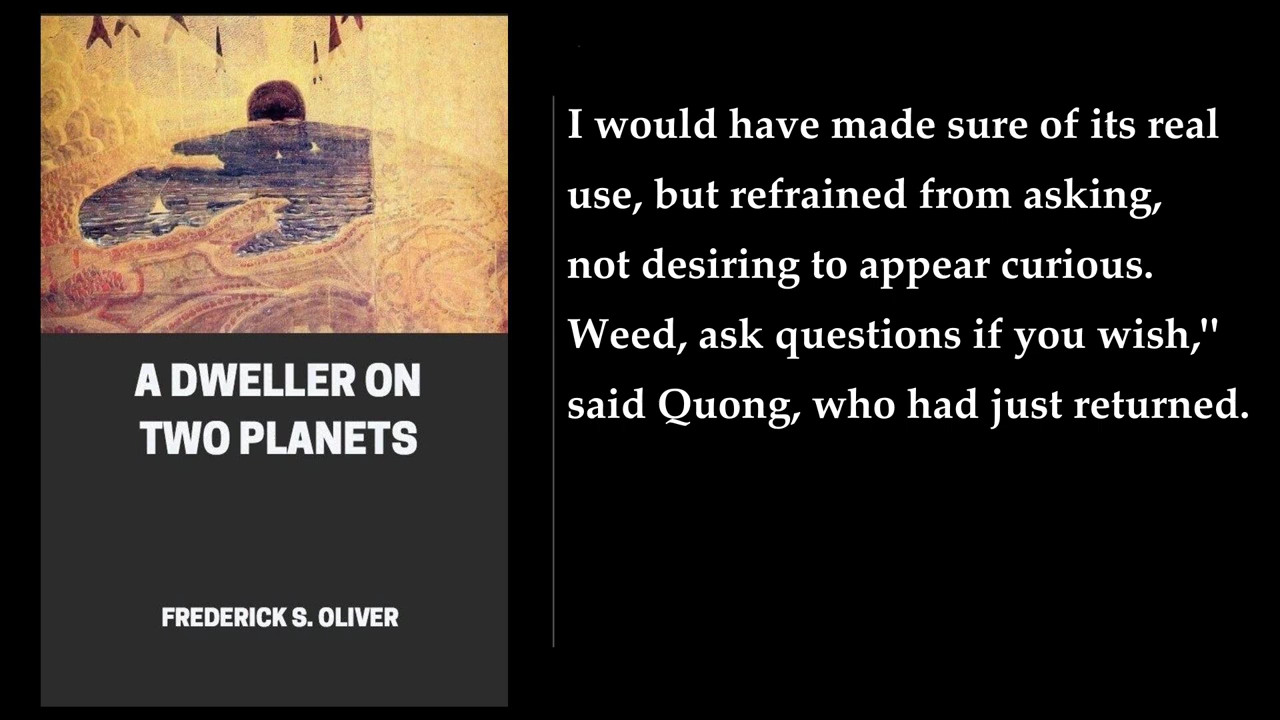 A DWELLER ON
TWO PLANETS
FREDERICK S. OLIVER
I would have made sure of its real
use, but refrained from asking,
not desiring to appear curious.
Weed, ask questions if you wish,"
said Quong, who had just returned.